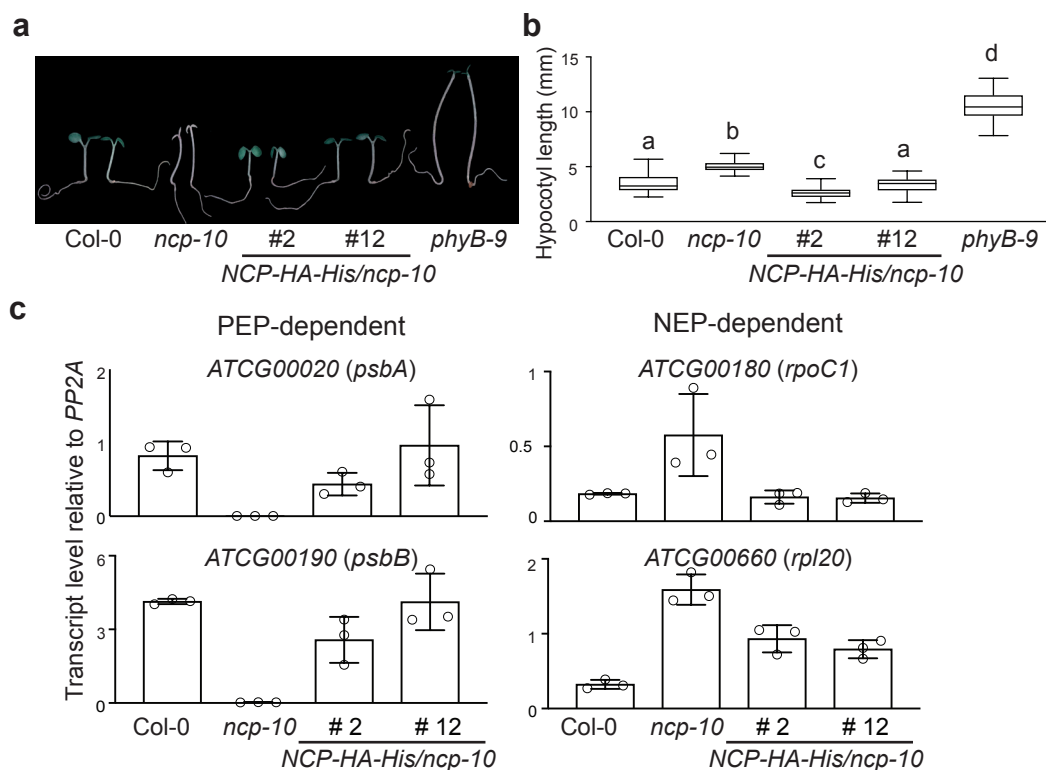 a
Col-0 ncp-10 #2 #12 phyB-9
NCP-HA-His/ncp-10
b
Hypocotyl length (mm)
15
10
5
0
a b c a d
Col-0 ncp-10 #2 #12 phyB-9
NCP-HA-His/ncp-10
c
Transcript level relative to PP2A
PEP-dependent
ATCG00020 (psbA)
2
1
0
ATCG00190 (psbB)
6
3
0
Col-0 ncp-10 # 2 # 12
NCP-HA-His/ncp-10
NEP-dependent
ATCG00180 (rpoC1)
1
0.5
0
ATCG00660 (rpl20)
2
1
0
Col-0 ncp-10 # 2 # 12
NCP-HA-His/ncp-10